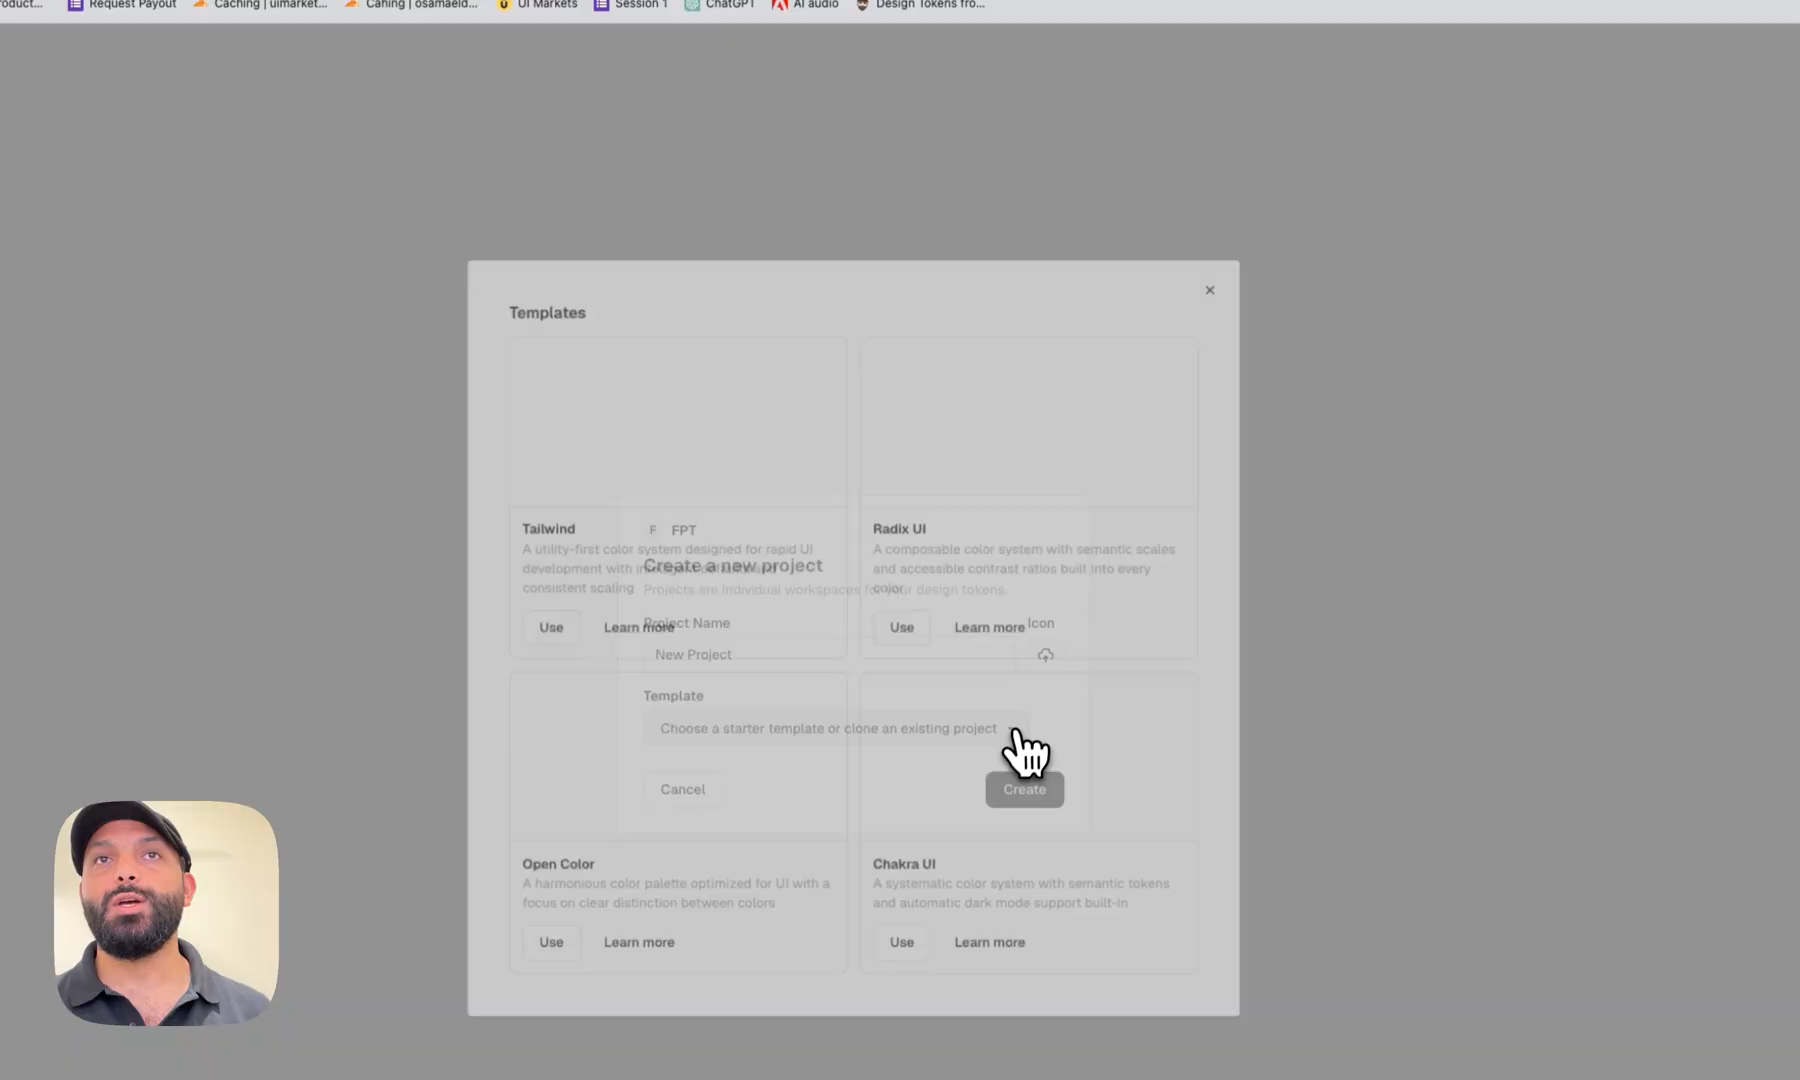 Request Payout
Caching | uimarket...
Cahing | osamaeld...
UI Markets
Session 1
ChatGPT
AI audio
Design Tokens fro...
Templates
Tailwind
A utility-first color system designed for rapid UI
consistent scaling
Use
Learn more
Radix UI
A composable color system with semantic scales
and accessible contrast ratios built into every
color
Use
Learn more
F FPT
Create a new project
Projects are individual workspaces for your design tokens.
Project Name
Icon
New Project
Template
Choose a starter template or clone an existing project
Cancel
Create
Open Color
A harmonious color palette optimized for UI with a
focus on clear distinction between colors
Use
Learn more
Chakra UI
A systematic color system with semantic tokens
and automatic dark mode support built-in
Use
Learn more